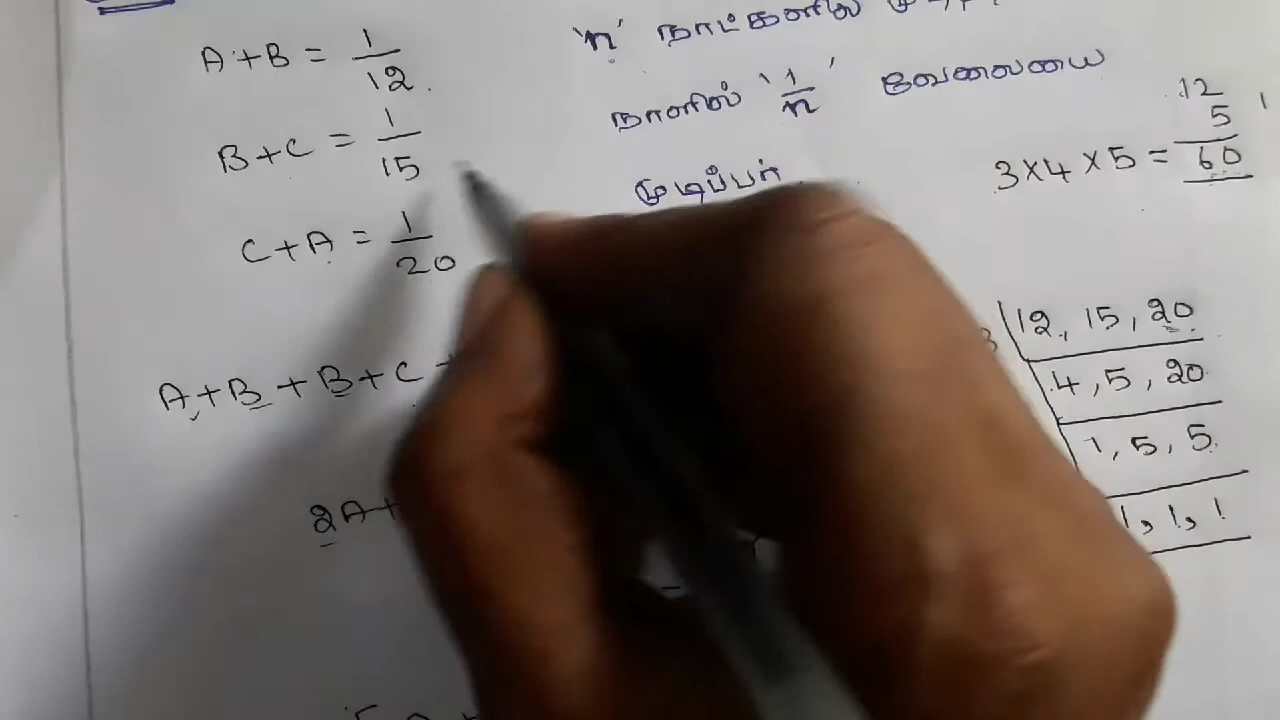 A+B = 1/12
B+C = 1/15
C+A = 1/20
A+B+B+C
2A+
'n' நாட்களில்
நாளில் '1/n' வேலையை
முடிப்பர்
12
5
3×4×5 = 60
12, 15, 20
4, 5, 20
1, 5, 5
1, 1, 1